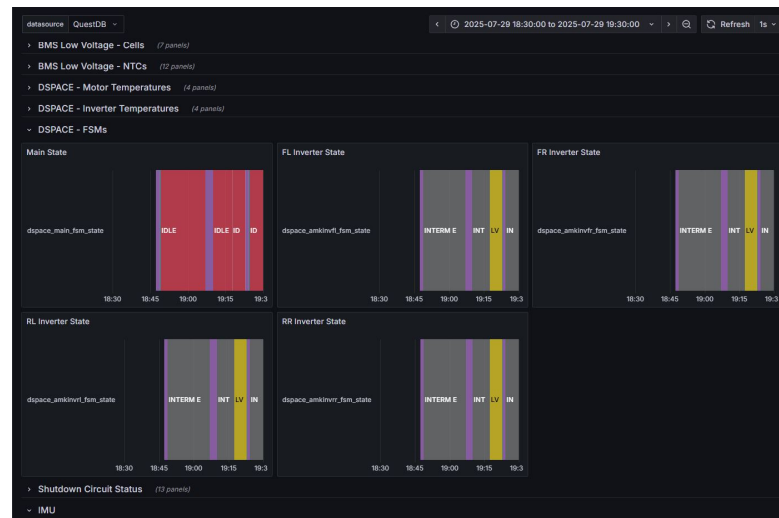 datasource QuestDB 2025-07-29 18:30:00 to 2025-07-29 19:30:00 Refresh 1s
BMS Low Voltage - Cells (7 panels)
BMS Low Voltage - NTCs (12 panels)
DSPACE - Motor Temperatures (4 panels)
DSPACE - Inverter Temperatures (4 panels)
DSPACE - FSMs
Main State
dspace_main_fsm_state
IDLE IDLE ID ID
18:30 18:45 19:00 19:15 19:3
FL Inverter State
dspace_amkinvfl_fsm_state
INTERM E INT LV IN
18:30 18:45 19:00 19:15 19:3
FR Inverter State
dspace_amkinvfr_fsm_state
INTERM E INT LV IN
18:30 18:45 19:00 19:15 19:3
RL Inverter State
dspace_amkinvrl_fsm_state
INTERM E INT LV IN
18:30 18:45 19:00 19:15 19:3
RR Inverter State
dspace_amkinvrr_fsm_state
INTERM E INT LV IN
18:30 18:45 19:00 19:15 19:3
Shutdown Circuit Status (13 panels)
IMU